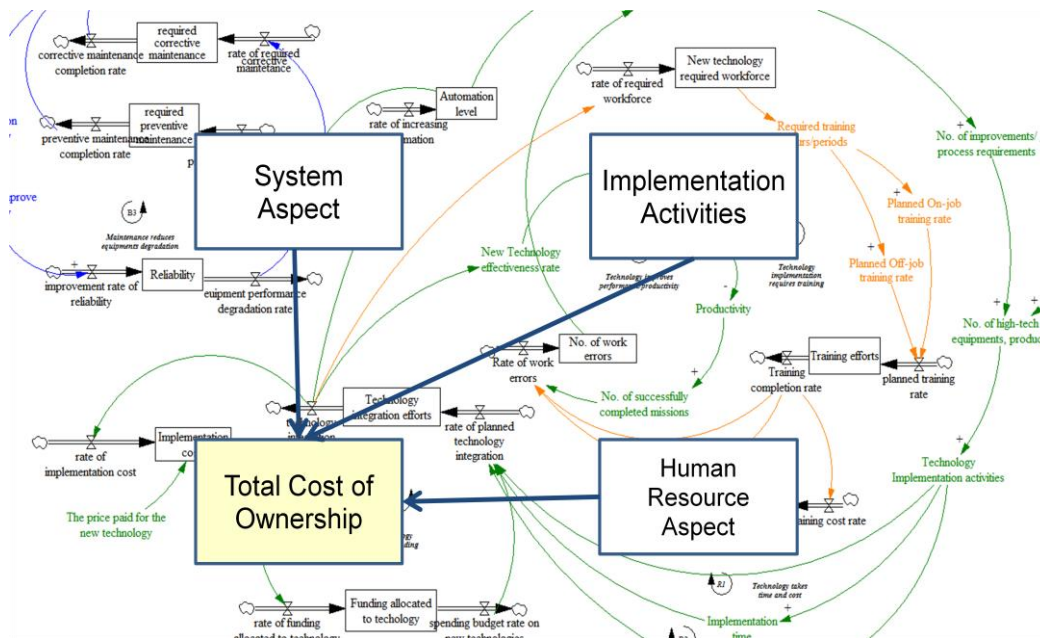 required
corrective
maintenance
corrective maintenance
completion rate
rate of required
corrective
maintetance
required
preventive
maintenance
preventive maintenance
completion rate
Automation
level
rate of increasing
New technology
required workforce
rate of required
workforce
Required training
No. of improvements/
process requirements
System
Aspect
Implementation
Activities
Planned On-job
training rate
B3
Maintenance reduces
equipments degradation
Reliability
improvement rate of
reliability
euipment performance
degradation rate
New Technology
effectiveness rate
Technology improves
performance/productivity
Technology
implementation
requires training
Planned Off-job
training rate
+
-
Productivity
No. of high-tech
No. of work
errors
Rate of work
errors
Training efforts
Training
completion rate
planned training
rate
No. of successfully
completed missions
Technology
integration efforts
rate of planned
technology
integration
rate of
implementation cost
Implementation
The price paid for the
new technology
Total Cost of
Ownership
Human
Resource
Aspect
Technology
Implementation activities
cost rate
R1
Technology takes
time and cost
Funding allocated
to techology
rate of funding
allocated to technology
spending budget rate on
new technologies
Implementation
time